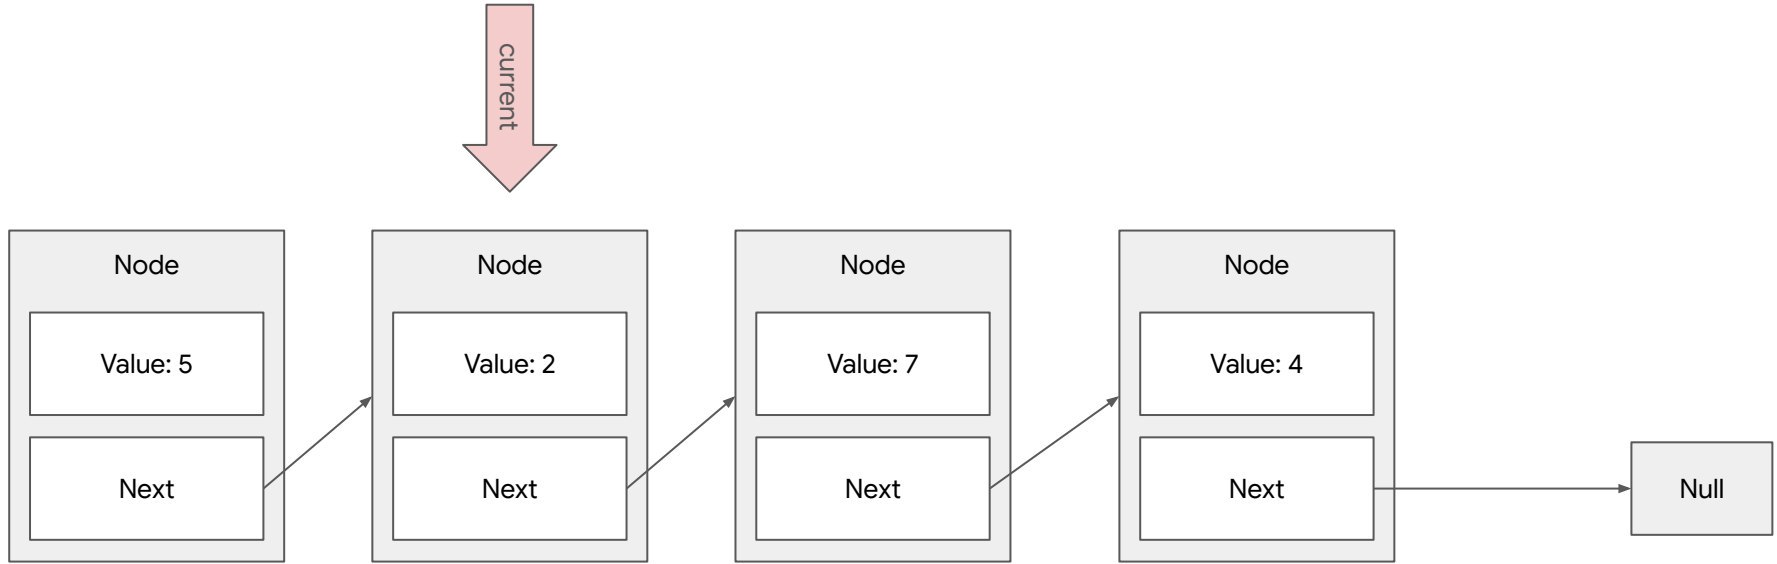 current
Node
Value: 5
Next
Node
Value: 2
Next
Node
Value: 7
Next
Node
Value: 4
Next
Null